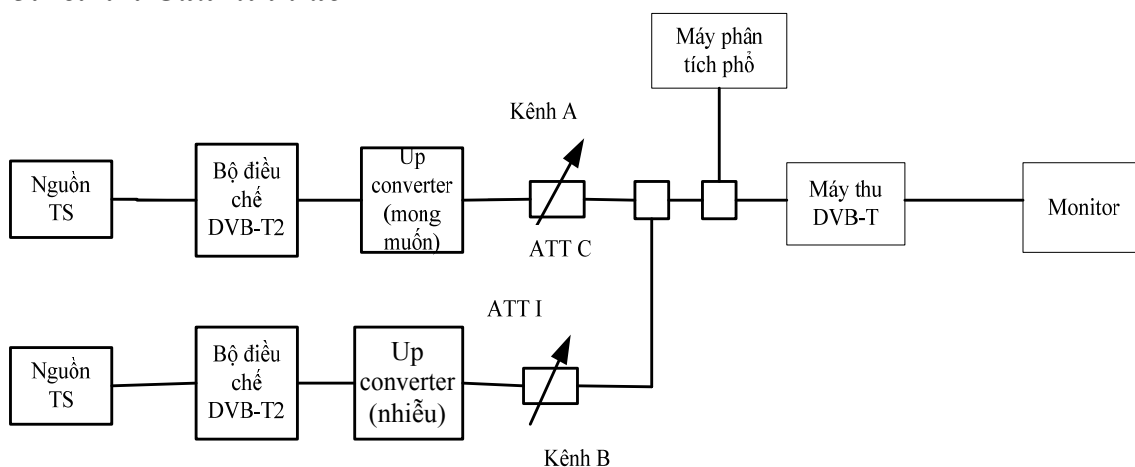 Máy phân
tích phổ
Kênh A
Nguồn
TS
Bộ điều
chế
DVB-T2
Up
converter
(mong
muốn)
ATT C
Máy thu
DVB-T
Monitor
ATT I
Nguồn
TS
Bộ điều
chế
DVB-T2
Up
converter
(nhiễu)
Kênh B